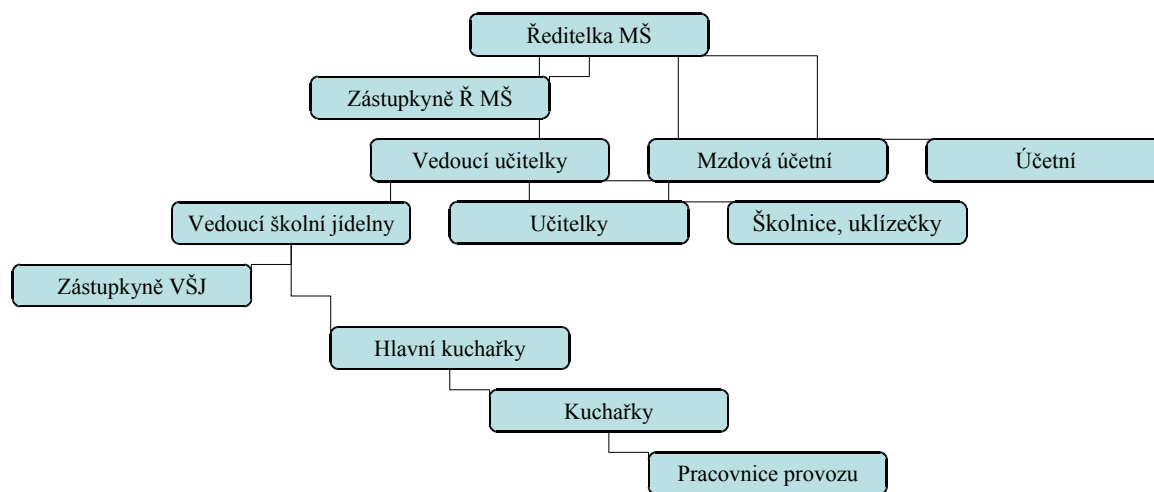 Ředitelka MŠ
Zástupkyně Ř MŠ
Vedoucí učitelky
Mzdová účetní
Účetní
Vedoucí školní jídelny
Učitelky
Školnice, uklízečky
Zástupkyně VŠJ
Hlavní kuchařky
Kuchařky
Pracovnice provozu